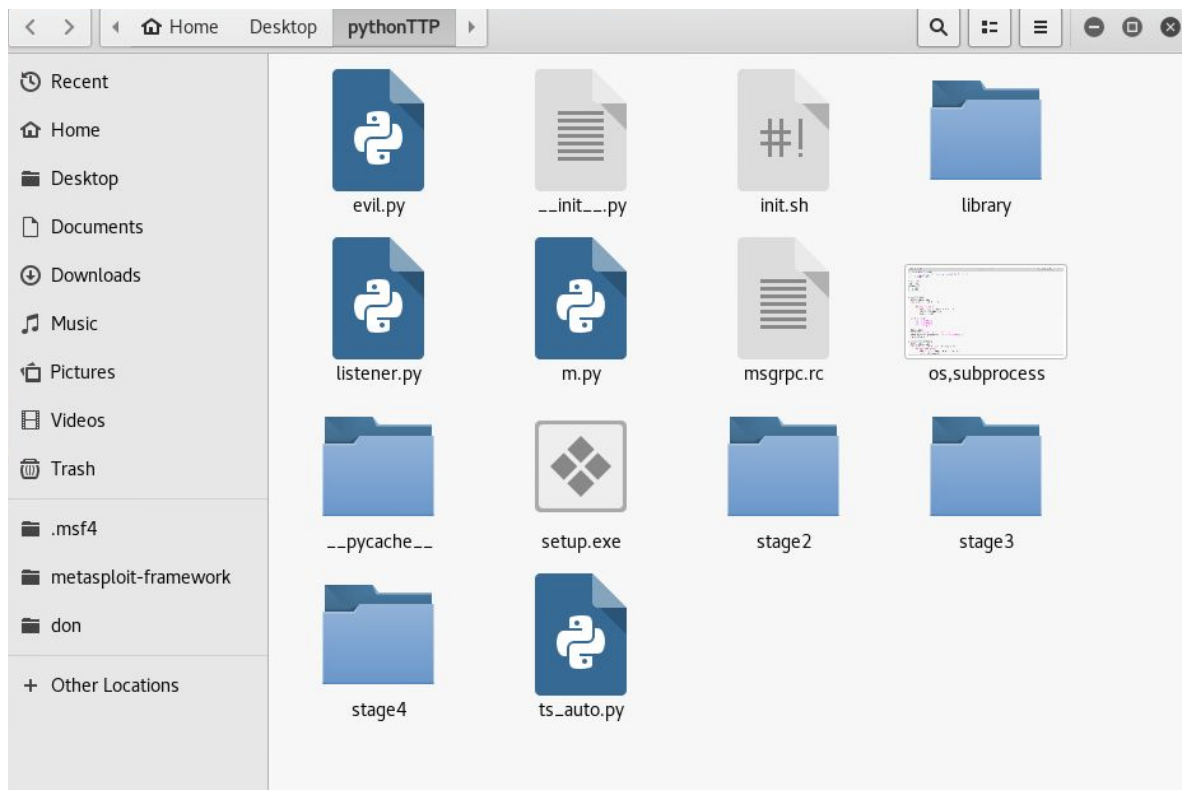 Home Desktop pythonTTP
Recent
Home
Desktop
Documents
Downloads
Music
Pictures
Videos
Trash
.msf4
metasploit-framework
don
+ Other Locations
evil.py
__init__.py
#!
init.sh
library
listener.py
m.py
msgrpc.rc
os,subprocess
__pycache__
setup.exe
stage2
stage3
stage4
ts_auto.py